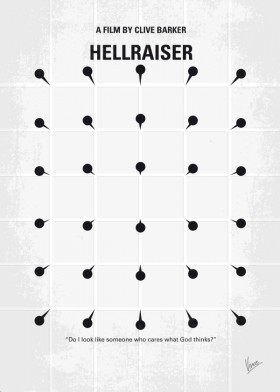 A FILM BY CLIVE BARKER
HELLRAISER
"Do I look like someone who cares what God thinks?"